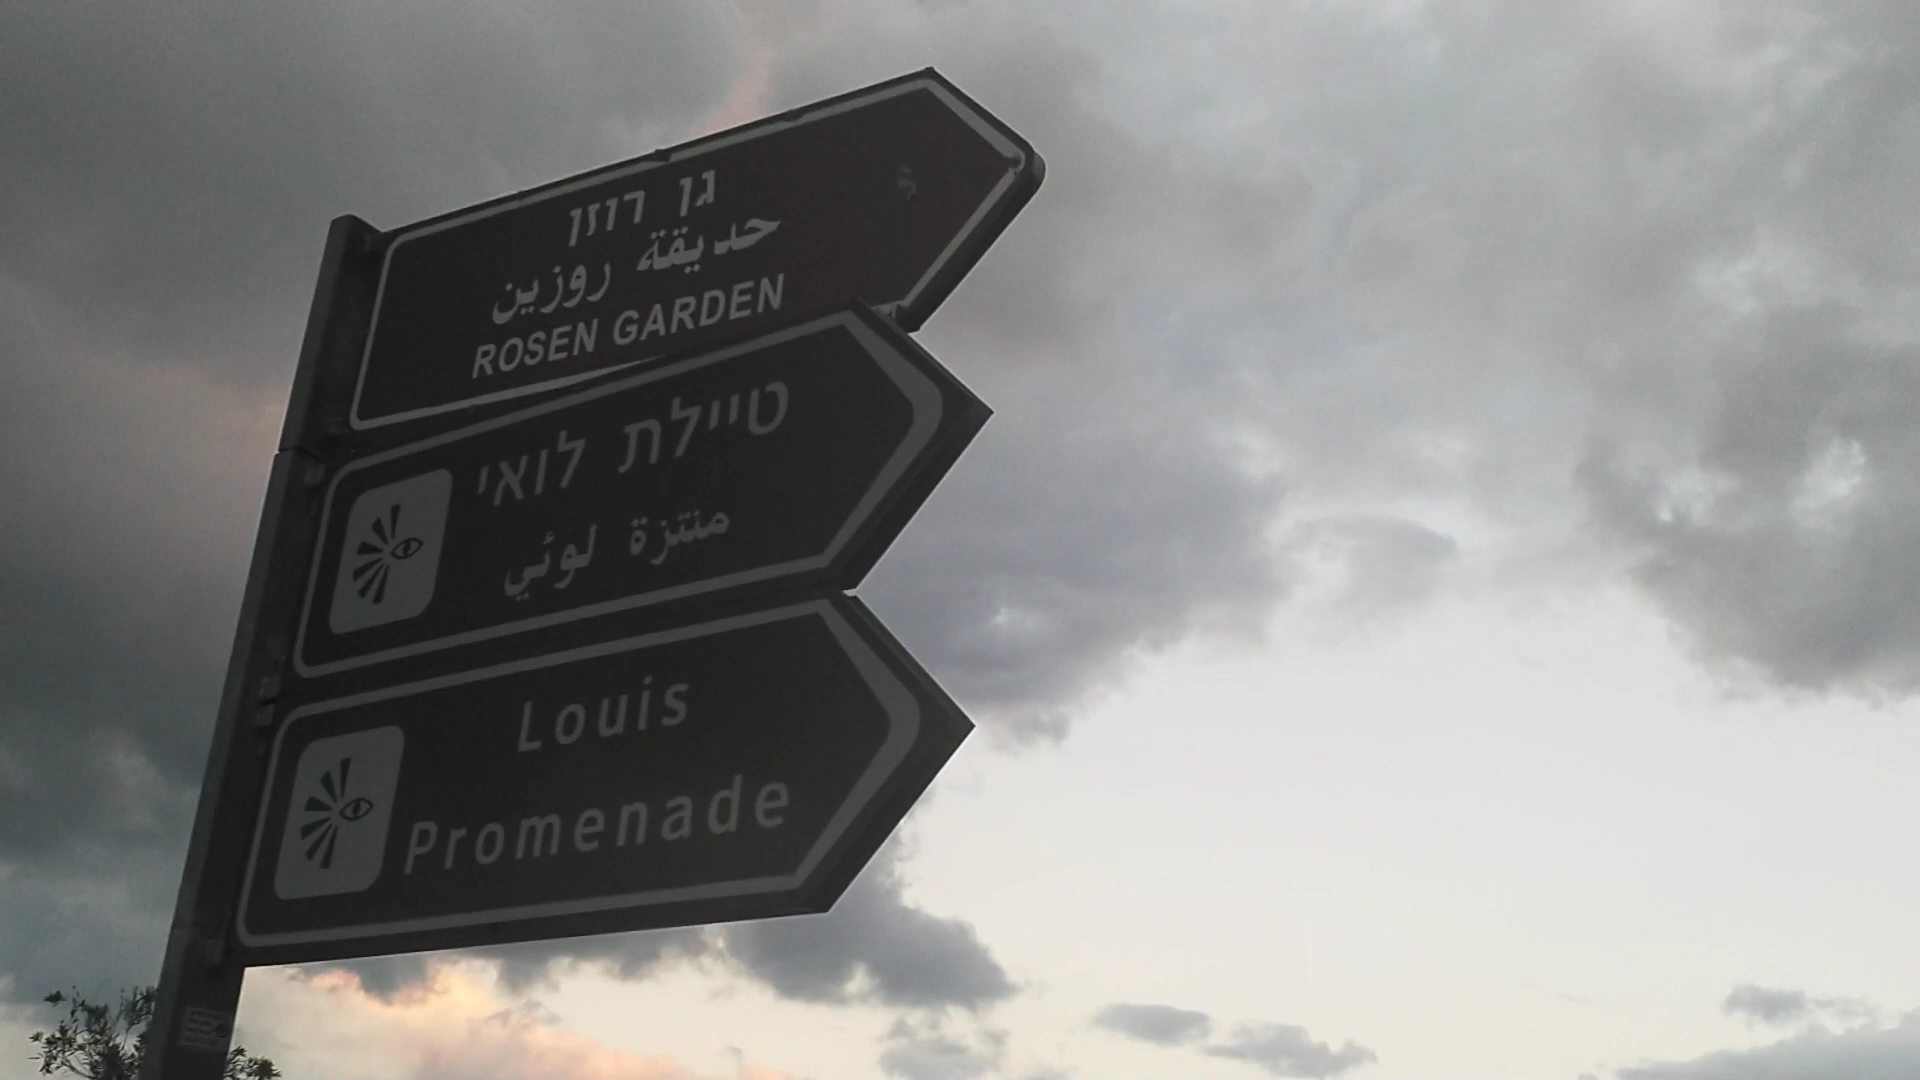 גן רוזן
حديقة روزين
ROSEN GARDEN
טיילת לואי
منتزة لوئي
Louis
Promenade